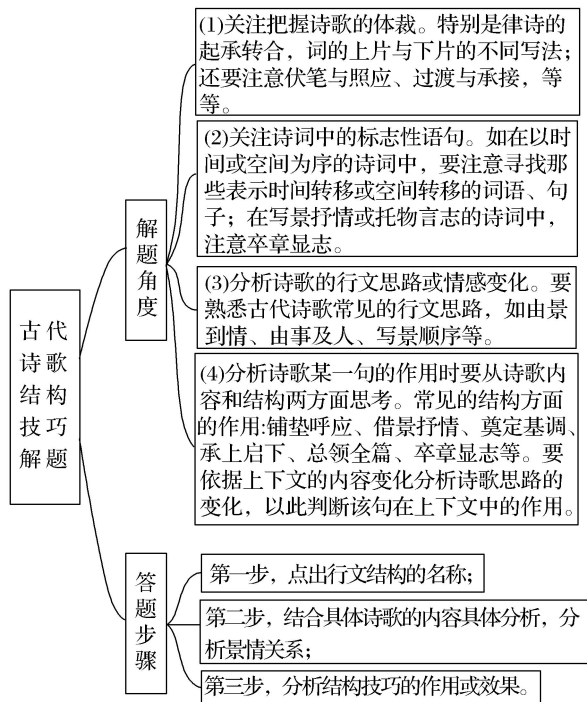 古代
诗歌
结构
技巧
解题
解
题
角
度
(1)关注把握诗歌的体裁。特别是律诗的
起承转合，词的上片与下片的不同写法；
还要注意伏笔与照应、过渡与承接，等
等。
(2)关注诗词中的标志性语句。如在以时
间或空间为序的诗词中，要注意寻找那
些表示时间转移或空间转移的词语、句
子；在写景抒情或托物言志的诗词中，
注意卒章显志。
(3)分析诗歌的行文思路或情感变化。要
熟悉古代诗歌常见的行文思路，如由景
到情、由事及人、写景顺序等。
(4)分析诗歌某一句的作用时要从诗歌内
容和结构两方面思考。常见的结构方面
的作用:铺垫呼应、借景抒情、奠定基调、
承上启下、总领全篇、卒章显志等。要
依据上下文的内容变化分析诗歌思路的
变化，以此判断该句在上下文中的作用。
答
题
步
骤
第一步，点出行文结构的名称；
第二步，结合具体诗歌的内容具体分析，分
析景情关系；
第三步，分析结构技巧的作用或效果。